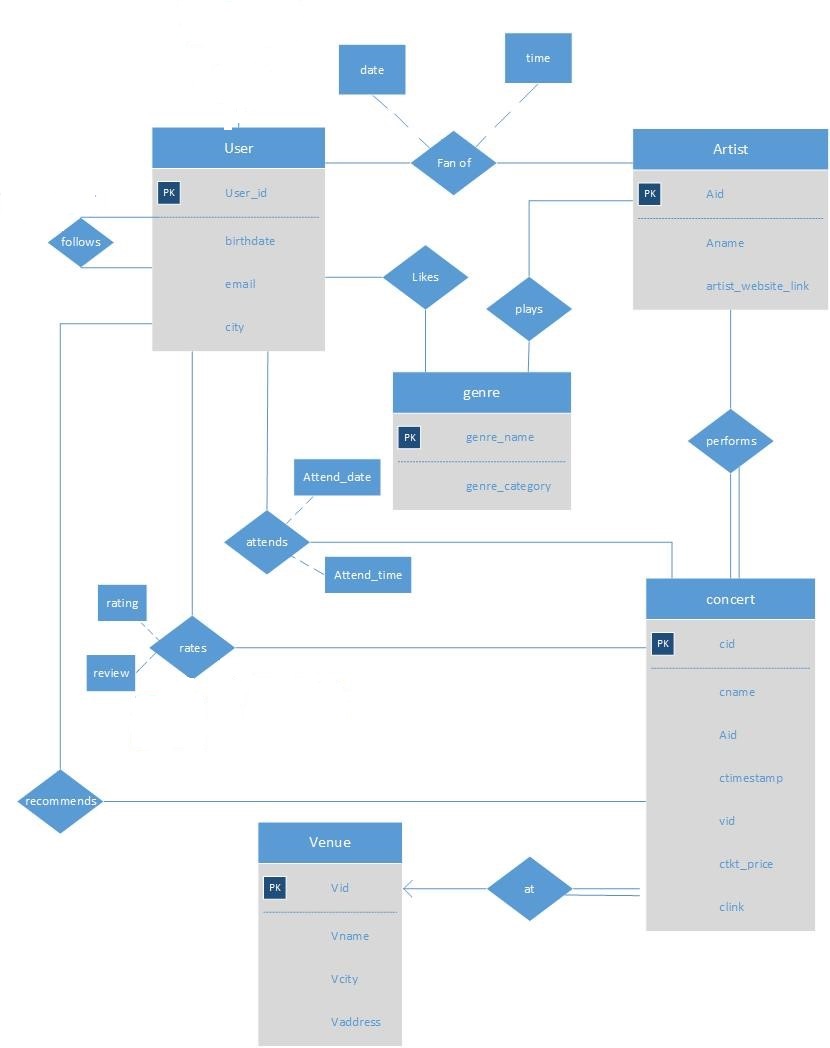 date
time
User
Fan of
Artist
PK User_id
PK Aid
follows
birthdate
Aname
email
Likes
artist_website_link
plays
city
genre
PK genre_name
performs
genre_category
Attend_date
attends
Attend_time
rating
concert
rates
PK cid
review
cname
Aid
ctimestamp
recommends
vid
Venue
ctkt_price
PK Vid
at
clink
Vname
Vcity
Vaddress